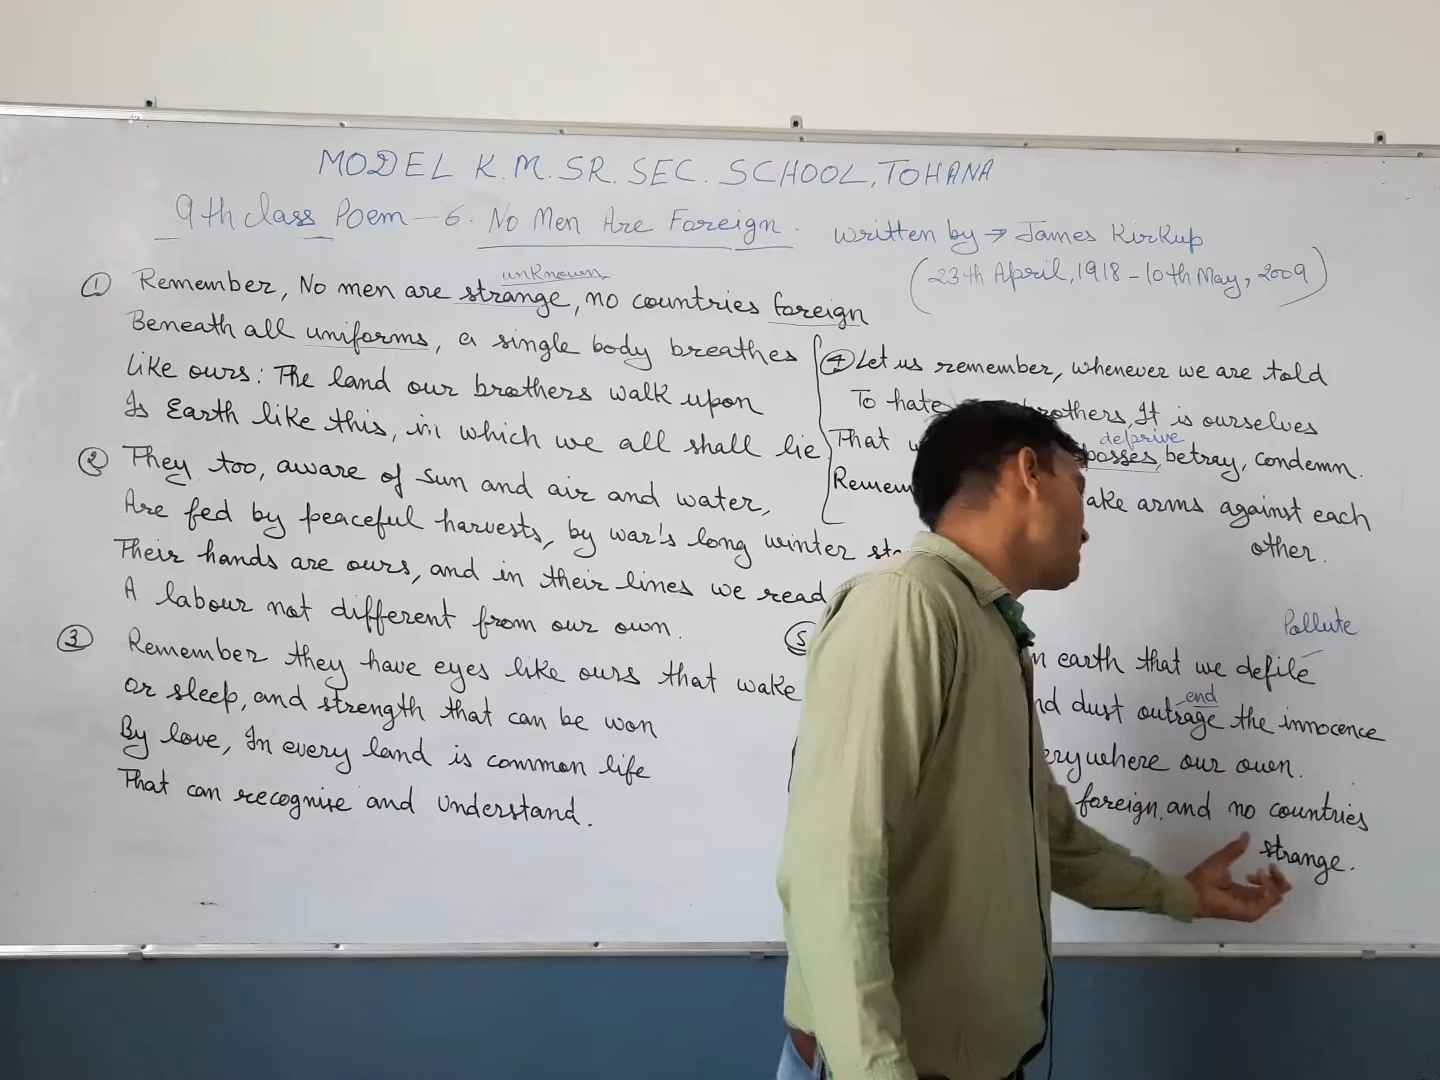 MODEL K.M. SR. SEC. SCHOOL, TOHANA
9th class Poem - 6. No Men Are Foreign. written by → James Kirkup
(23th April, 1918 - 10th May, 2009)
unknown
① Remember, No men are strange, no countries foreign
Beneath all uniforms, a single body breathes
Like ours: The land our brothers walk upon
Is Earth like this, in which we all shall lie
② They too, aware of sun and air and water,
Are fed by peaceful harvests, by war's long winter
Their hands are ours, and in their lines we read
A labour not different from our own.
③ Remember they have eyes like ours that wake
or sleep, and strength that can be won
By love, In every land is common life
That can recognise and understand.
④ Let us remember, whenever we are told
To hate brothers, It is ourselves
deprive
That betray, condemn.
arms against each
other.
Pollute
⑤ earth that we defile
end
dust outrage the innocence
our own.
foreign, and no countries
strange.